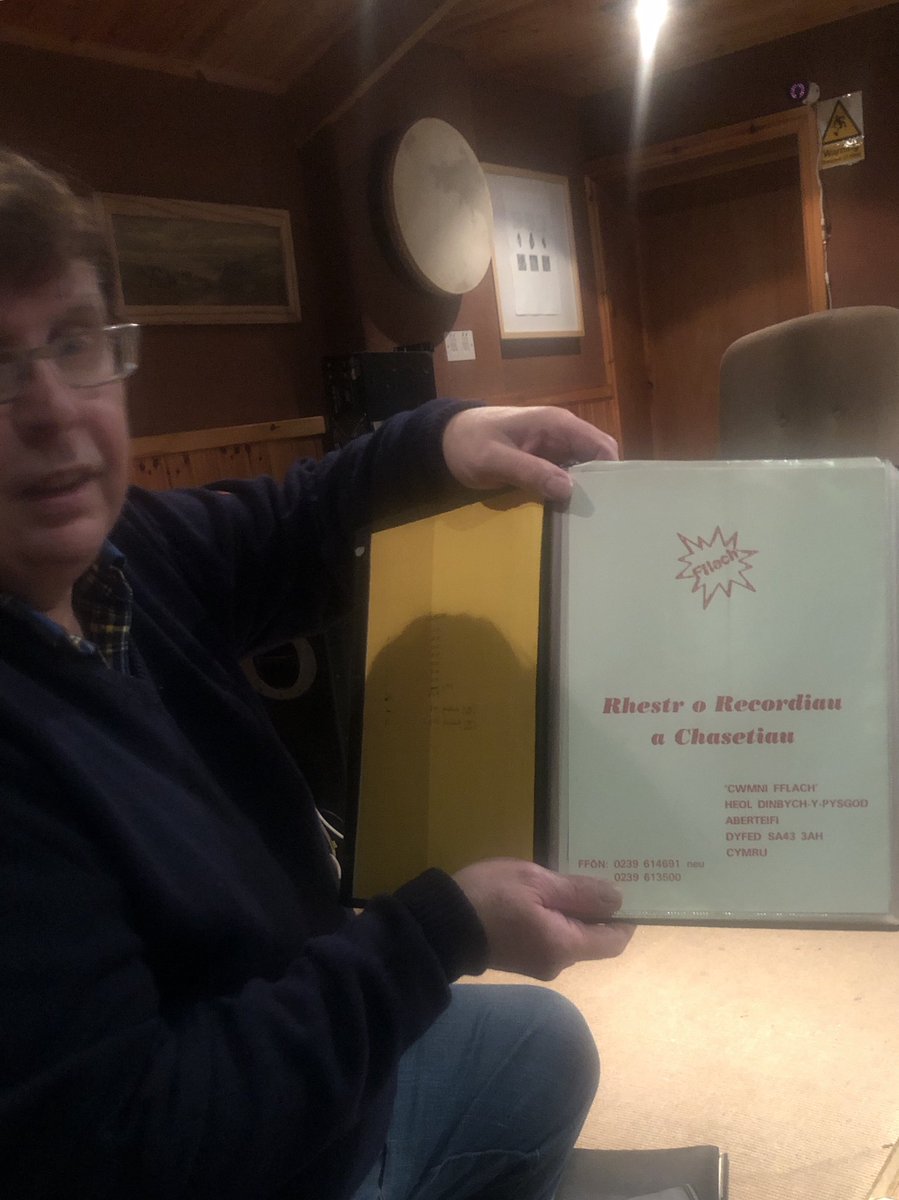 Fflach
Rhestr o Recordiau
a Chasetiau
'CWMNI FFLACH'
HEOL DINBYCH-Y-PYSGOD
ABERTEIFI
DYFED SA43 3AH
CYMRU
FFÔN: 0239 614691 neu
0239 613500